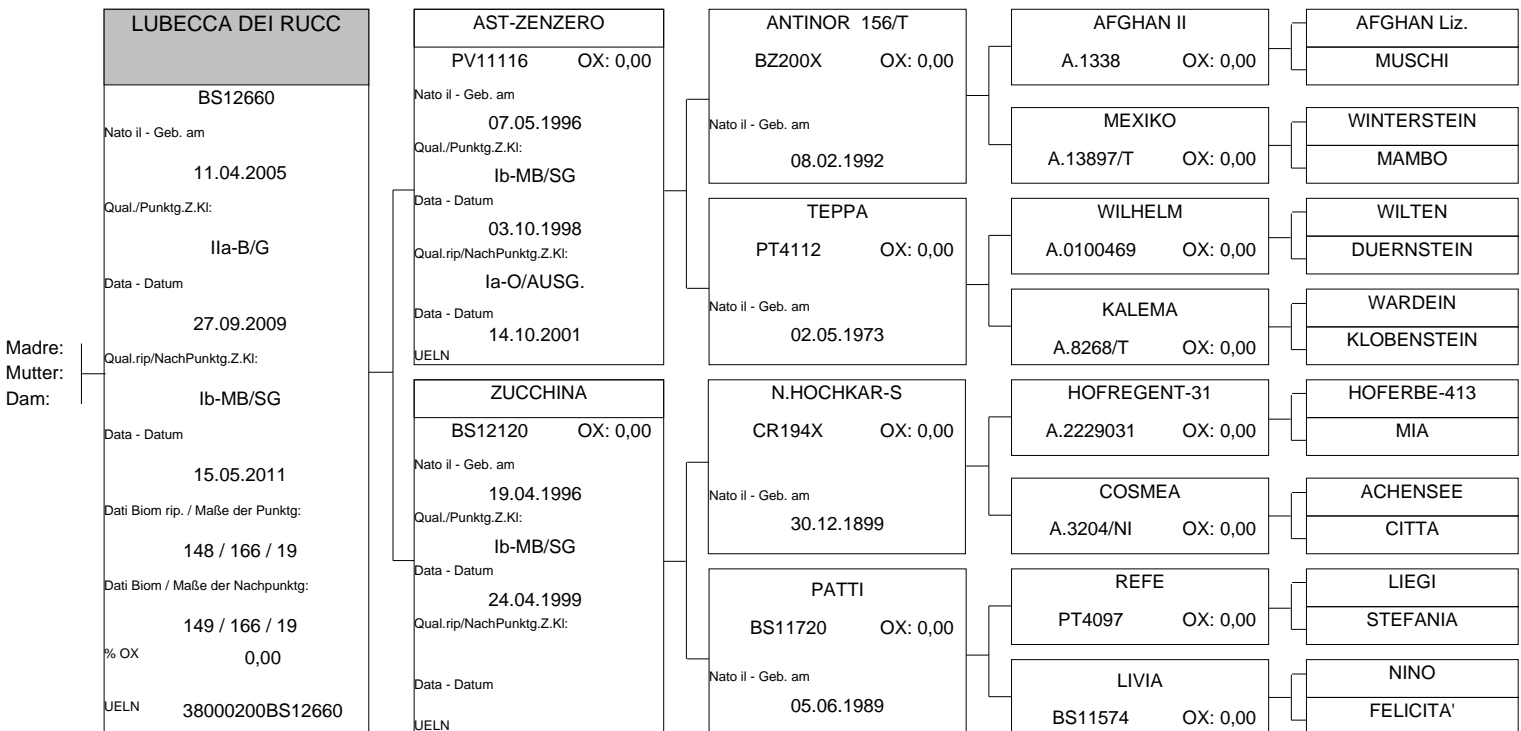 Madre:
Mutter:
Dam:
LUBECCA DEI RUCC
BS12660
Nato il - Geb. am
11.04.2005
Qual./Punktg.Z.Kl:
IIa-B/G
Data - Datum
27.09.2009
Qual.rip/NachPunktg.Z.Kl:
Ib-MB/SG
Data - Datum
15.05.2011
Dati Biom rip. / Maße der Punktg:
148 / 166 / 19
Dati Biom / Maße der Nachpunktg:
149 / 166 / 19
% OX 0,00
UELN 38000200BS12660
AST-ZENZERO
PV11116 OX: 0,00
Nato il - Geb. am
07.05.1996
Qual./Punktg.Z.Kl:
Ib-MB/SG
Data - Datum
03.10.1998
Qual.rip/NachPunktg.Z.Kl:
Ia-O/AUSG.
Data - Datum
14.10.2001
UELN
ZUCCHINA
BS12120 OX: 0,00
Nato il - Geb. am
19.04.1996
Qual./Punktg.Z.Kl:
Ib-MB/SG
Data - Datum
24.04.1999
Qual.rip/NachPunktg.Z.Kl:
Data - Datum
UELN
ANTINOR 156/T
BZ200X OX: 0,00
Nato il - Geb. am
08.02.1992
TEPPA
PT4112 OX: 0,00
Nato il - Geb. am
02.05.1973
N.HOCHKAR-S
CR194X OX: 0,00
Nato il - Geb. am
30.12.1899
PATTI
BS11720 OX: 0,00
Nato il - Geb. am
05.06.1989
AFGHAN II
A.1338 OX: 0,00
MEXIKO
A.13897/T OX: 0,00
WILHELM
A.0100469 OX: 0,00
KALEMA
A.8268/T OX: 0,00
HOFREGENT-31
A.2229031 OX: 0,00
COSMEA
A.3204/NI OX: 0,00
REFE
PT4097 OX: 0,00
LIVIA
BS11574 OX: 0,00
AFGHAN Liz.
MUSCHI
WINTERSTEIN
MAMBO
WILTEN
DUERNSTEIN
WARDEIN
KLOBENSTEIN
HOFERBE-413
MIA
ACHENSEE
CITTA
LIEGI
STEFANIA
NINO
FELICITA'